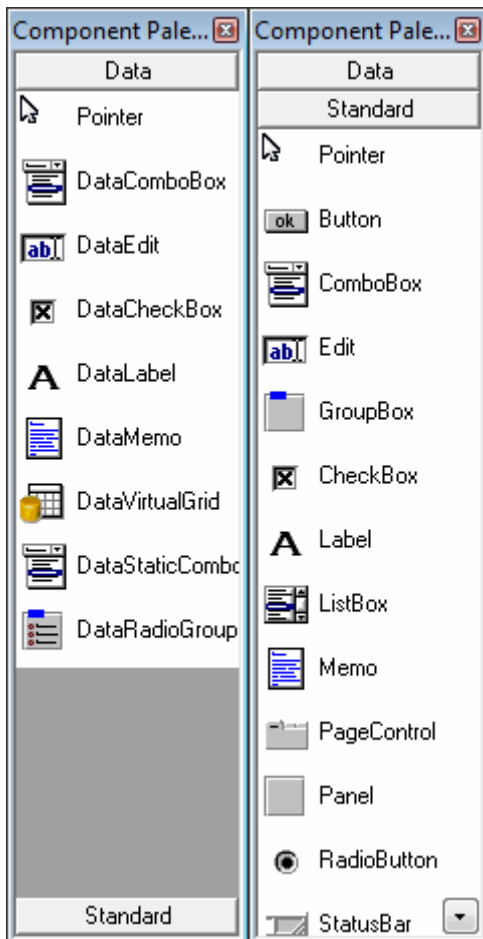 Component Pale...
Data
Pointer
DataComboBox
ab
DataEdit
DataCheckBox
A DataLabel
DataMemo
DataVirtualGrid
DataStaticCombo
DataRadioGroup
Standard
Component Pale...
Data
Standard
Pointer
ok Button
ComboBox
ab Edit
GroupBox
CheckBox
A Label
ListBox
Memo
PageControl
Panel
RadioButton
StatusBar